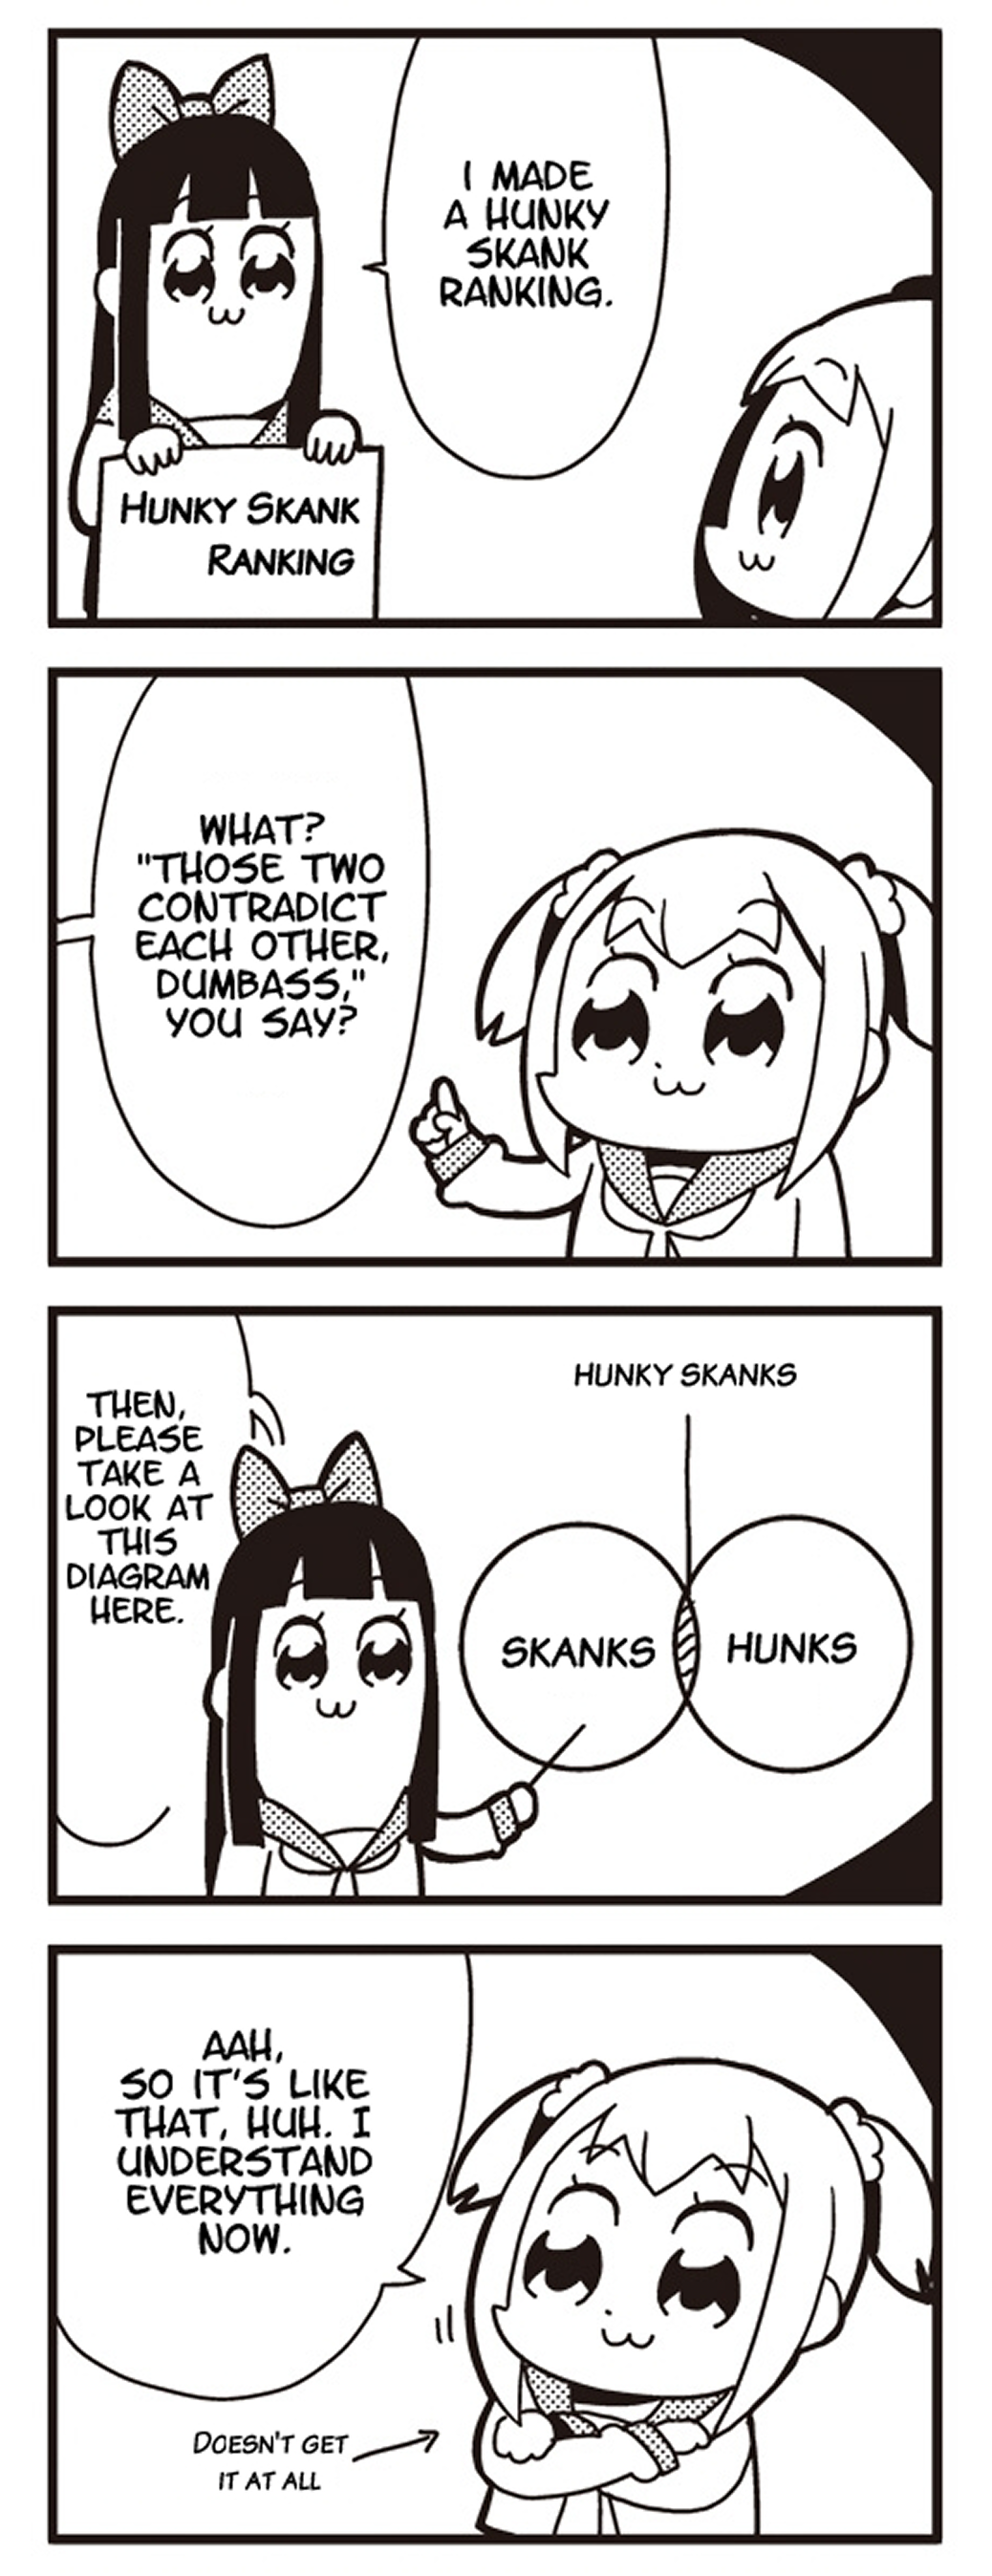 I MADE
A HUNKY
SKANK
RANKING.
HUNKY SKANK
RANKING
WHAT?
"THOSE TWO
CONTRADICT
EACH OTHER,
DUMBASS,"
YOU SAY?
THEN,
PLEASE
TAKE A
LOOK AT
THIS
DIAGRAM
HERE.
HUNKY SKANKS
SKANKS
HUNKS
AAH,
SO IT'S LIKE
THAT, HUH. I
UNDERSTAND
EVERYTHING
NOW.
DOESN'T GET
IT AT ALL